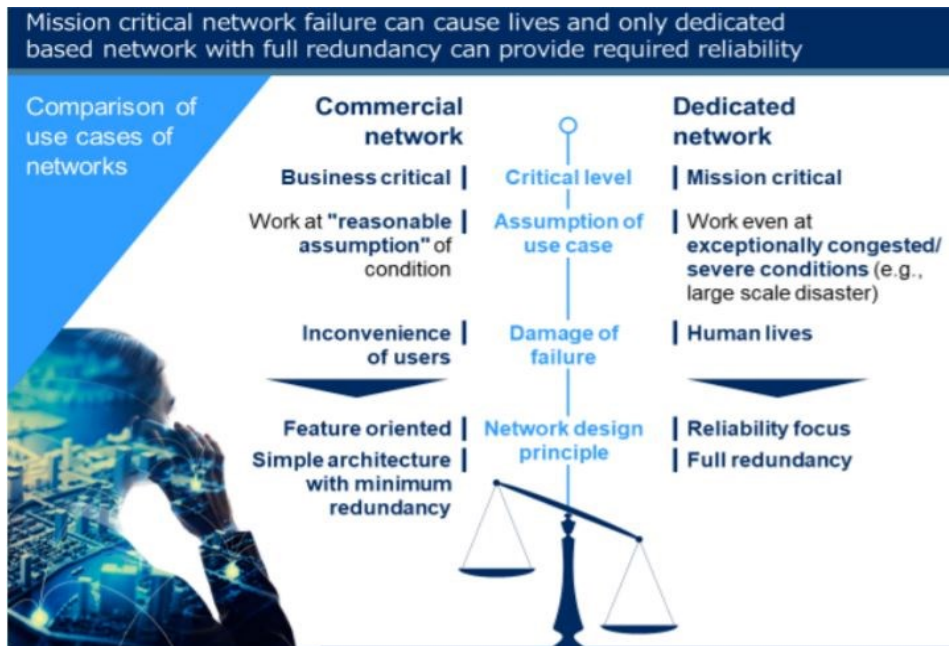 Mission critical network failure can cause lives and only dedicated
based network with full redundancy can provide required reliability
Comparison of
use cases of
networks
Commercial
network
Dedicated
network
Business critical
Critical level
Mission critical
Work at "reasonable
assumption" of
condition
Assumption of
use case
Work even at
exceptionally congested/
severe conditions (e.g.,
large scale disaster)
Inconvenience
of users
Damage of
failure
Human lives
Feature oriented
Simple architecture
with minimum
redundancy
Network design
principle
Reliability focus
Full redundancy